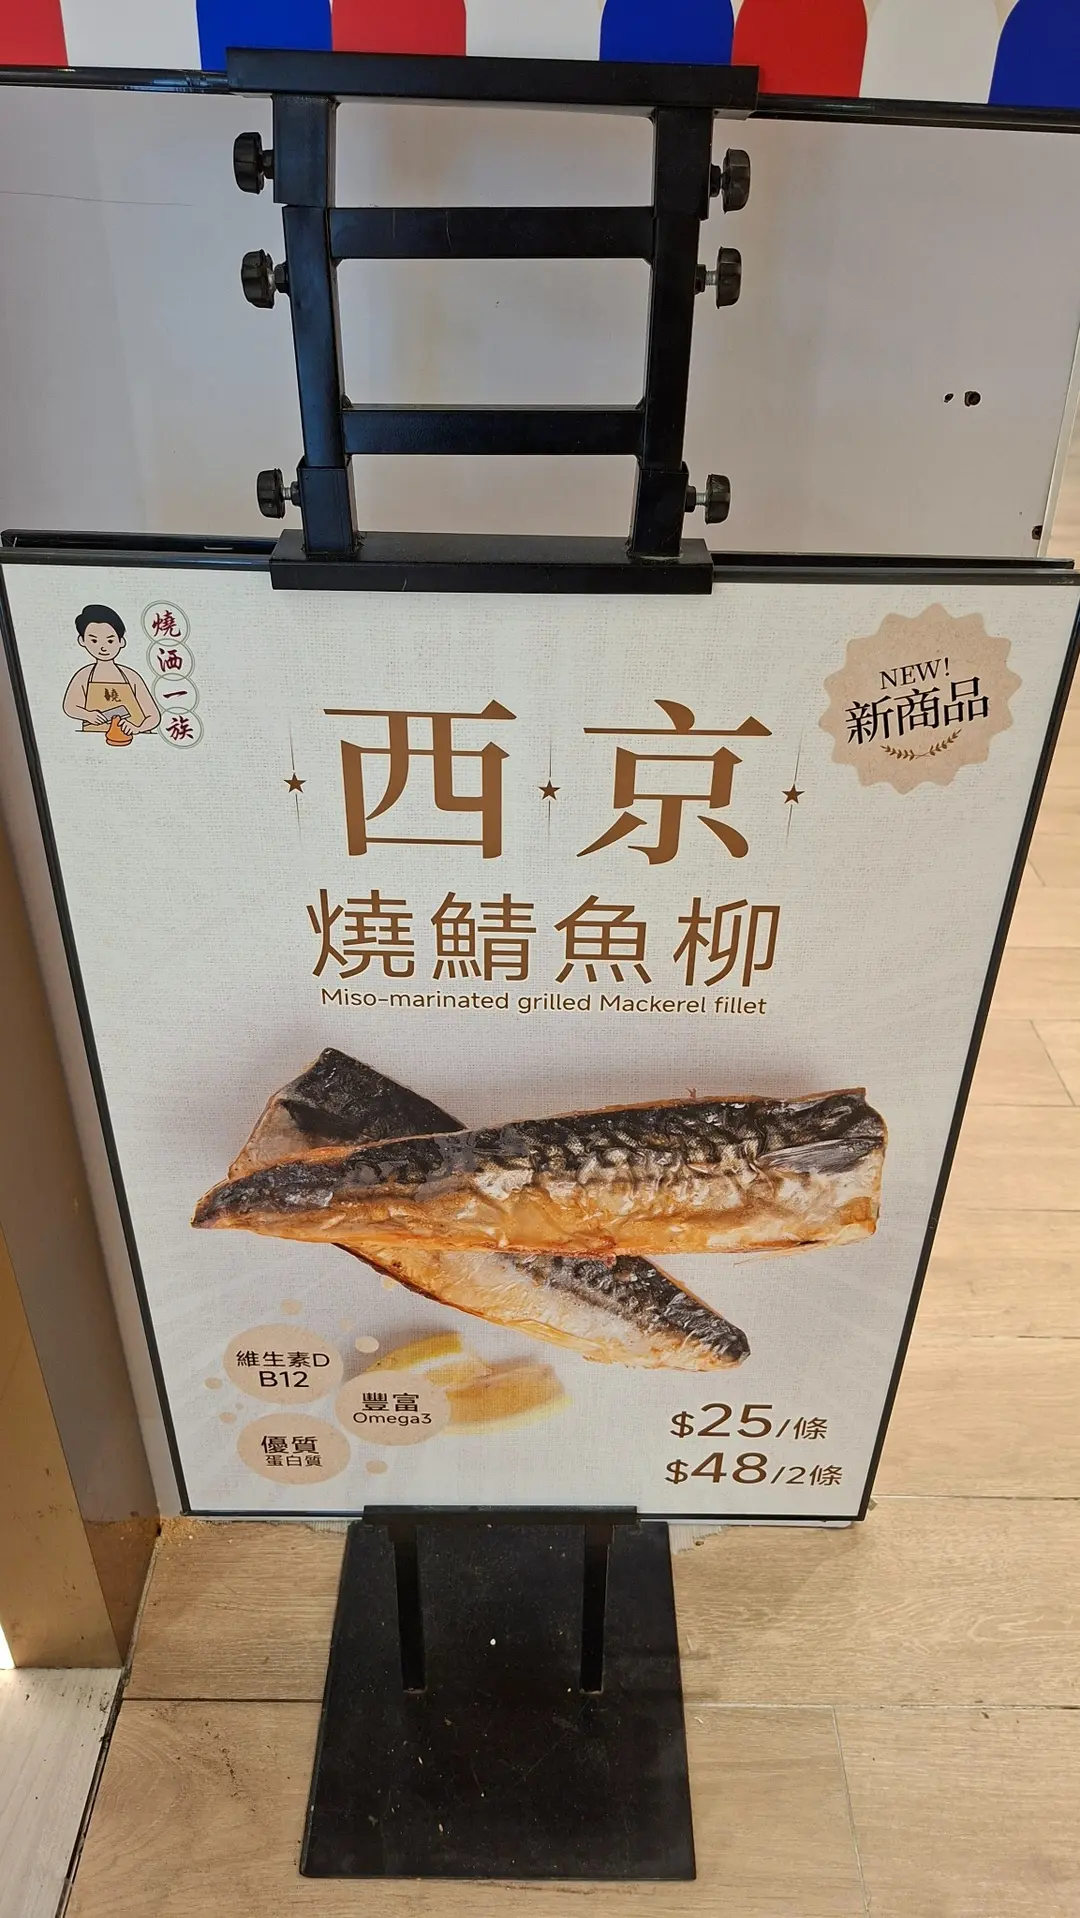 燒
洒
一
族
NEW!
新商品
西京
燒鯖魚柳
Miso-marinated grilled Mackerel fillet
維生素D
B12
豐富
Omega3
優質
蛋白質
$25/條
$48/2條